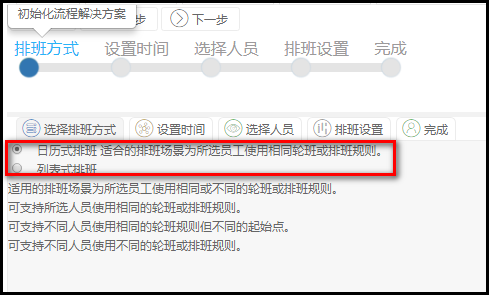 初始化流程解决方案
步 下一步
排班方式 设置时间 选择人员 排班设置 完成
选择排班方式 设置时间 选择人员 排班设置 完成
日历式排班 适合的排班场景为所选员工使用相同轮班或排班规则。
列表式排班
适用的排班场景为所选员工使用相同或不同的轮班或排班规则。
可支持所选人员使用相同的轮班或排班规则。
可支持不同人员使用相同的轮班规则但不同的起始点。
可支持不同人员使用不同的轮班或排班规则。